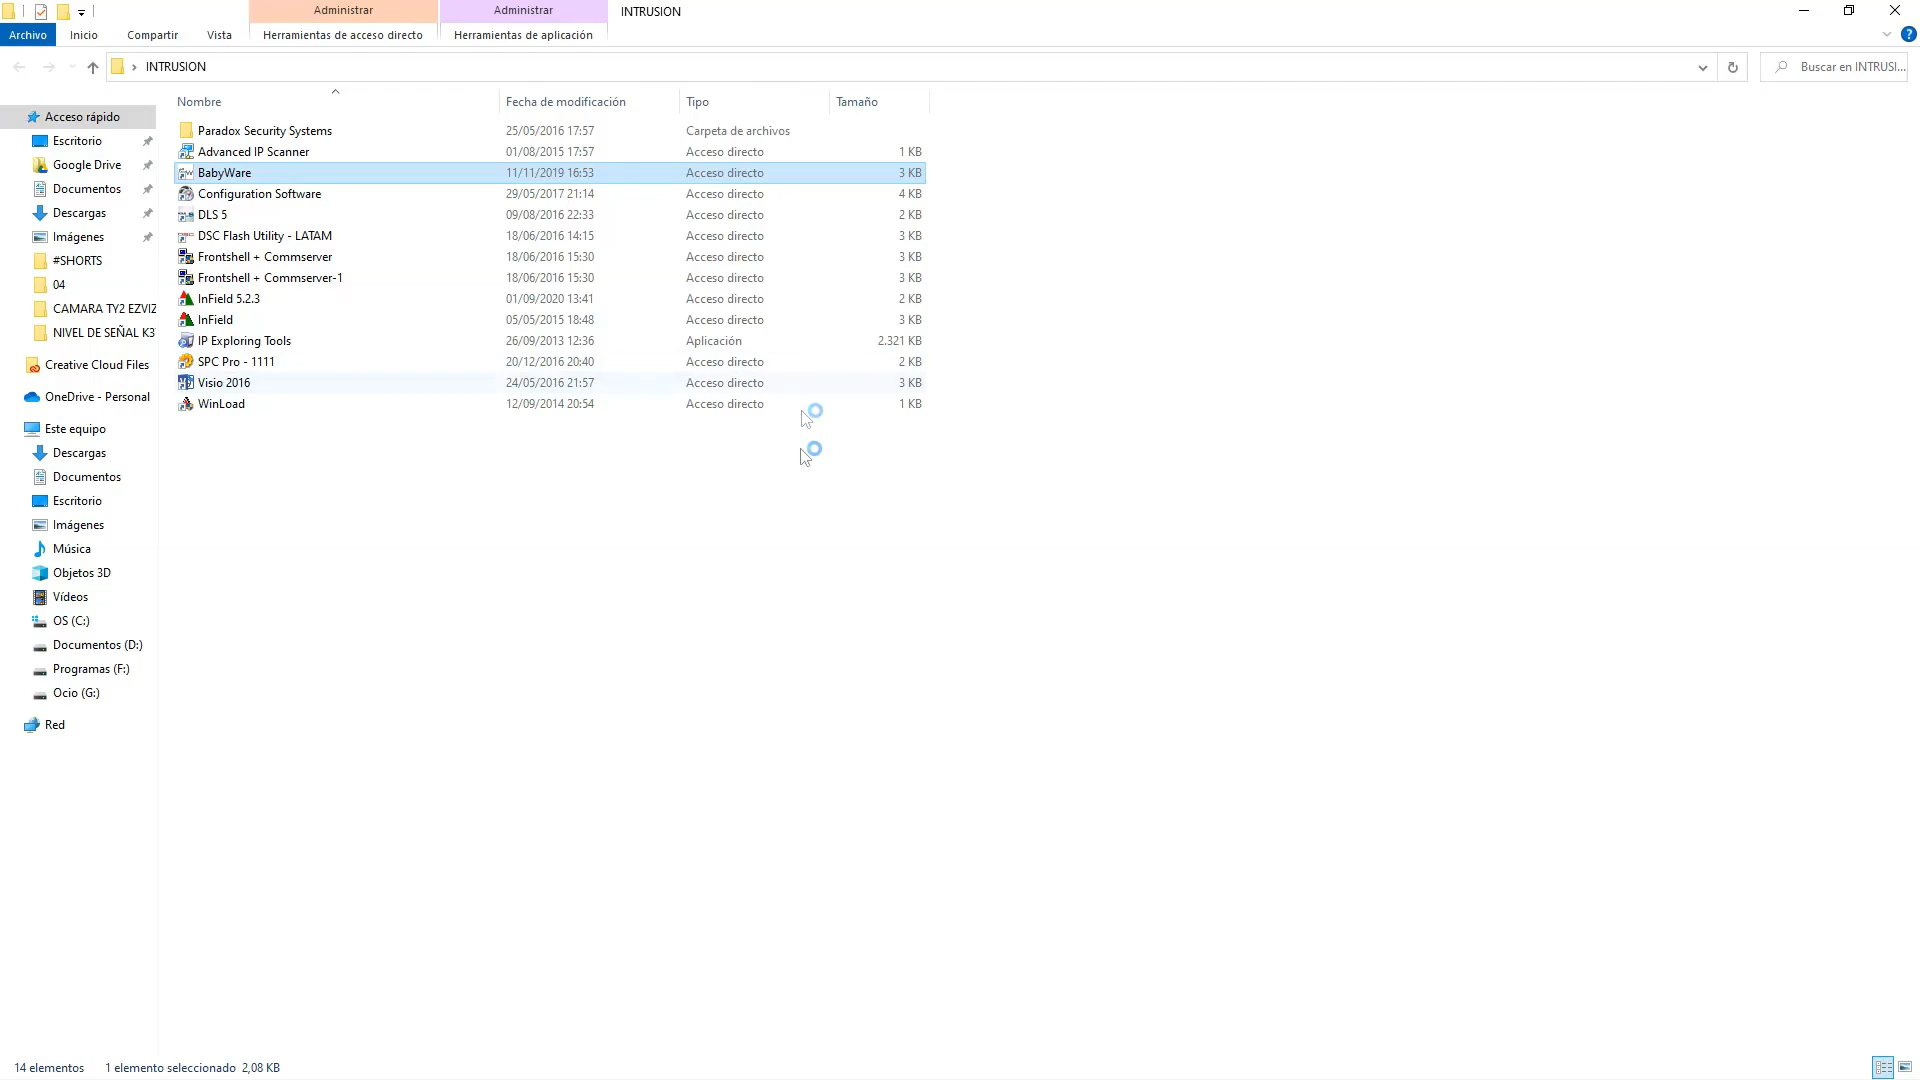 Administrar
Administrar
INTRUSION
Archivo
Inicio
Compartir
Vista
Herramientas de acceso directo
Herramientas de aplicación
?
INTRUSION
Buscar en INTRUSI...
Nombre
Fecha de modificación
Tipo
Tamaño
Paradox Security Systems 25/05/2016 17:57 Carpeta de archivos
Advanced IP Scanner 01/08/2015 17:57 Acceso directo 1 KB
BabyWare 11/11/2019 16:53 Acceso directo 3 KB
Configuration Software 29/05/2017 21:14 Acceso directo 4 KB
DLS 5 09/08/2016 22:33 Acceso directo 2 KB
DSC Flash Utility - LATAM 18/06/2016 14:15 Acceso directo 3 KB
Frontshell + Commserver 18/06/2016 15:30 Acceso directo 3 KB
Frontshell + Commserver-1 18/06/2016 15:30 Acceso directo 3 KB
InField 5.2.3 01/09/2020 13:41 Acceso directo 2 KB
InField 05/05/2015 18:48 Acceso directo 3 KB
IP Exploring Tools 26/09/2013 12:36 Aplicación 2.321 KB
SPC Pro - 1111 20/12/2016 20:40 Acceso directo 2 KB
Visio 2016 24/05/2016 21:57 Acceso directo 3 KB
WinLoad 12/09/2014 20:54 Acceso directo 1 KB
Acceso rápido
Escritorio
Google Drive
Documentos
Descargas
Imágenes
#SHORTS
04
CAMARA TY2 EZVIZ
NIVEL DE SEÑAL K3
Creative Cloud Files
OneDrive - Personal
Este equipo
Descargas
Documentos
Escritorio
Imágenes
Música
Objetos 3D
Vídeos
OS (C:)
Documentos (D:)
Programas (F:)
Ocio (G:)
Red
14 elementos
1 elemento seleccionado 2,08 KB